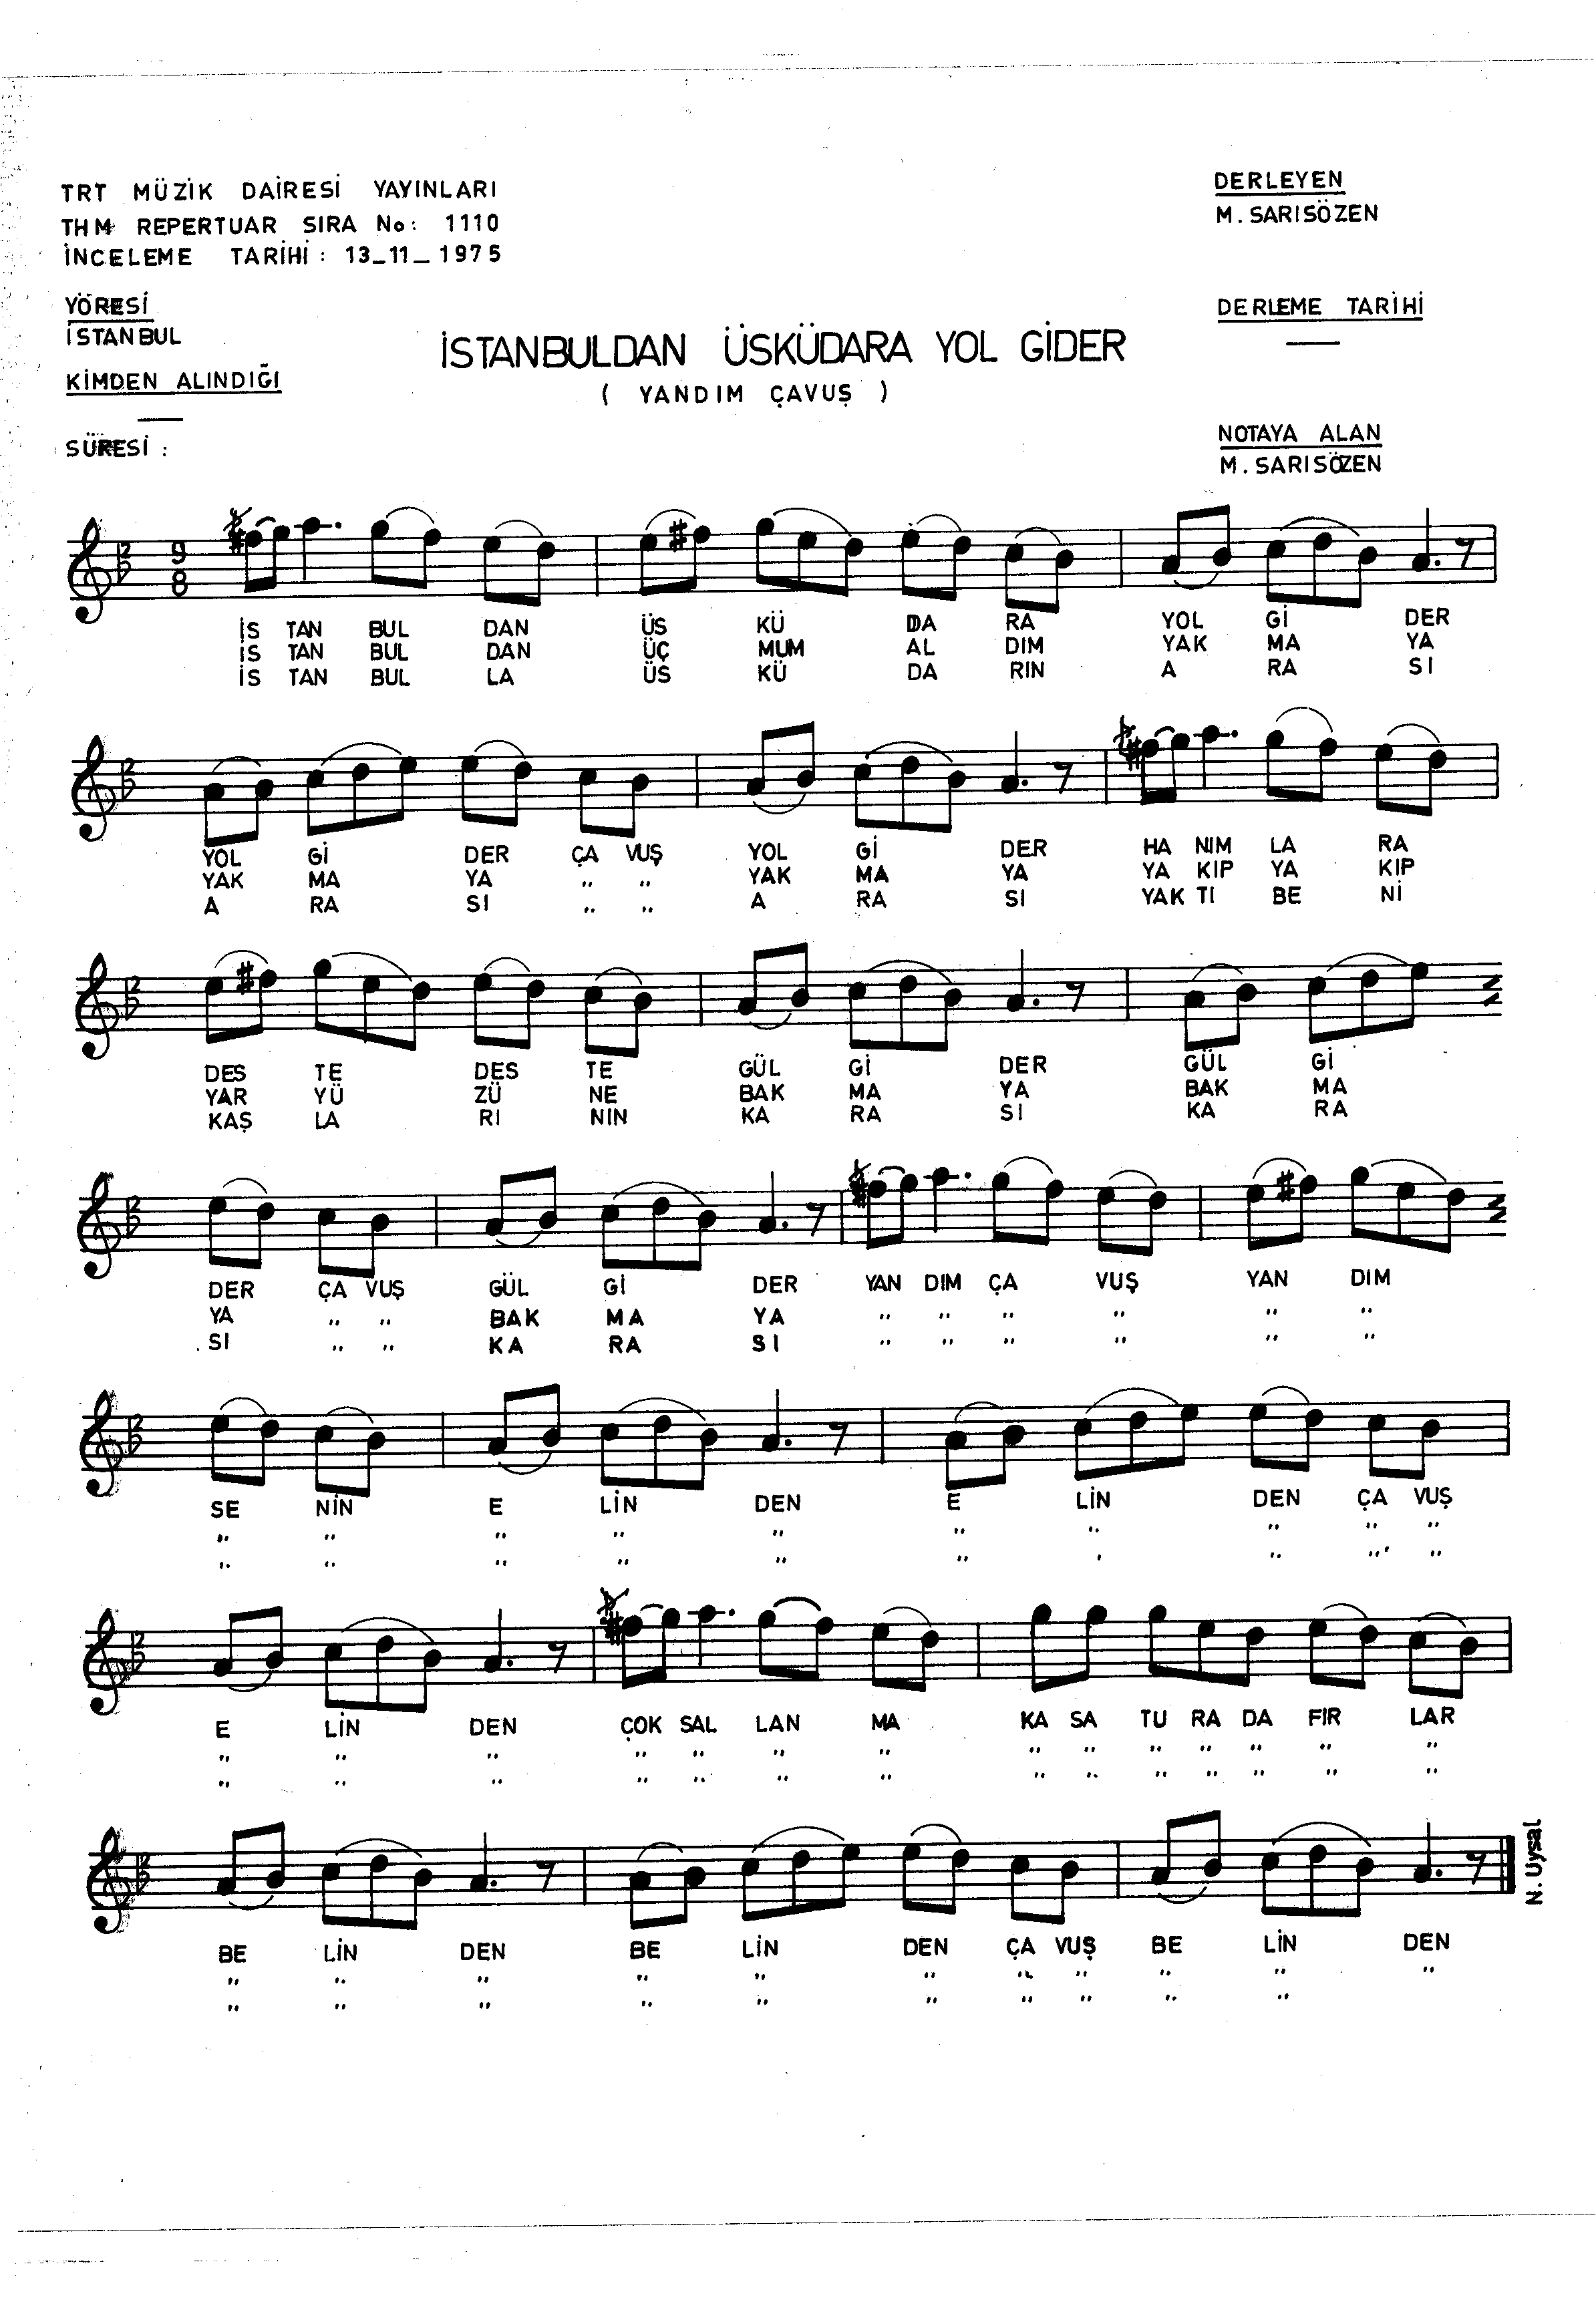 TRT MÜZİK DAİRESİ YAYINLARI
THM REPERTUAR SIRA No: 1110
İNCELEME TARİHİ: 13_11_1975
DERLEYEN
M. SARISÖZEN
YÖRESİ
İSTANBUL
DERLEME TARİHİ
KİMDEN ALINDIĞI
SÜRESİ:
NOTAYA ALAN
M. SARISÖZEN
İSTANBULDAN ÜSKÜDARA YOL GİDER
( YANDIM ÇAVUŞ )
9
8
İS TAN BUL DAN ÜS KÜ DA RA YOL Gİ DER
İS TAN BUL DAN ÜÇ MUM AL DIM YAK MA YA
İS TAN BUL LA ÜS KÜ DA RIN A RA SI
YOL Gİ DER ÇA VUŞ YOL Gİ DER HA NIM LA RA
YAK MA YA " " YAK MA YA YA KIP YA KIP
A RA SI " " A RA SI YAK TI BE Nİ
DES TE DES TE GÜL Gİ DER GÜL Gİ
YAR YÜ ZÜ NE BAK MA YA BAK MA
KAŞ LA RI NIN KA RA SI KA RA
DER ÇA VUŞ GÜL Gİ DER YAN DIM ÇA VUŞ YAN DIM
YA " " BAK MA YA " " " " " "
SI " " KA RA SI " " " " " "
SE NİN E LİN DEN E LİN DEN ÇA VUŞ
" " " " " " " " " "
" " " " " " " " " "
E LİN DEN ÇOK SAL LAN MA KA SA TU RA DA FIR LAR
" " " " " " " " " " " " " "
" " " " " " " " " " " " " "
BE LİN DEN BE LİN DEN ÇA VUŞ BE LİN DEN
" " " " " " " " " " "
" " " " " " " " " "
N. Uysal